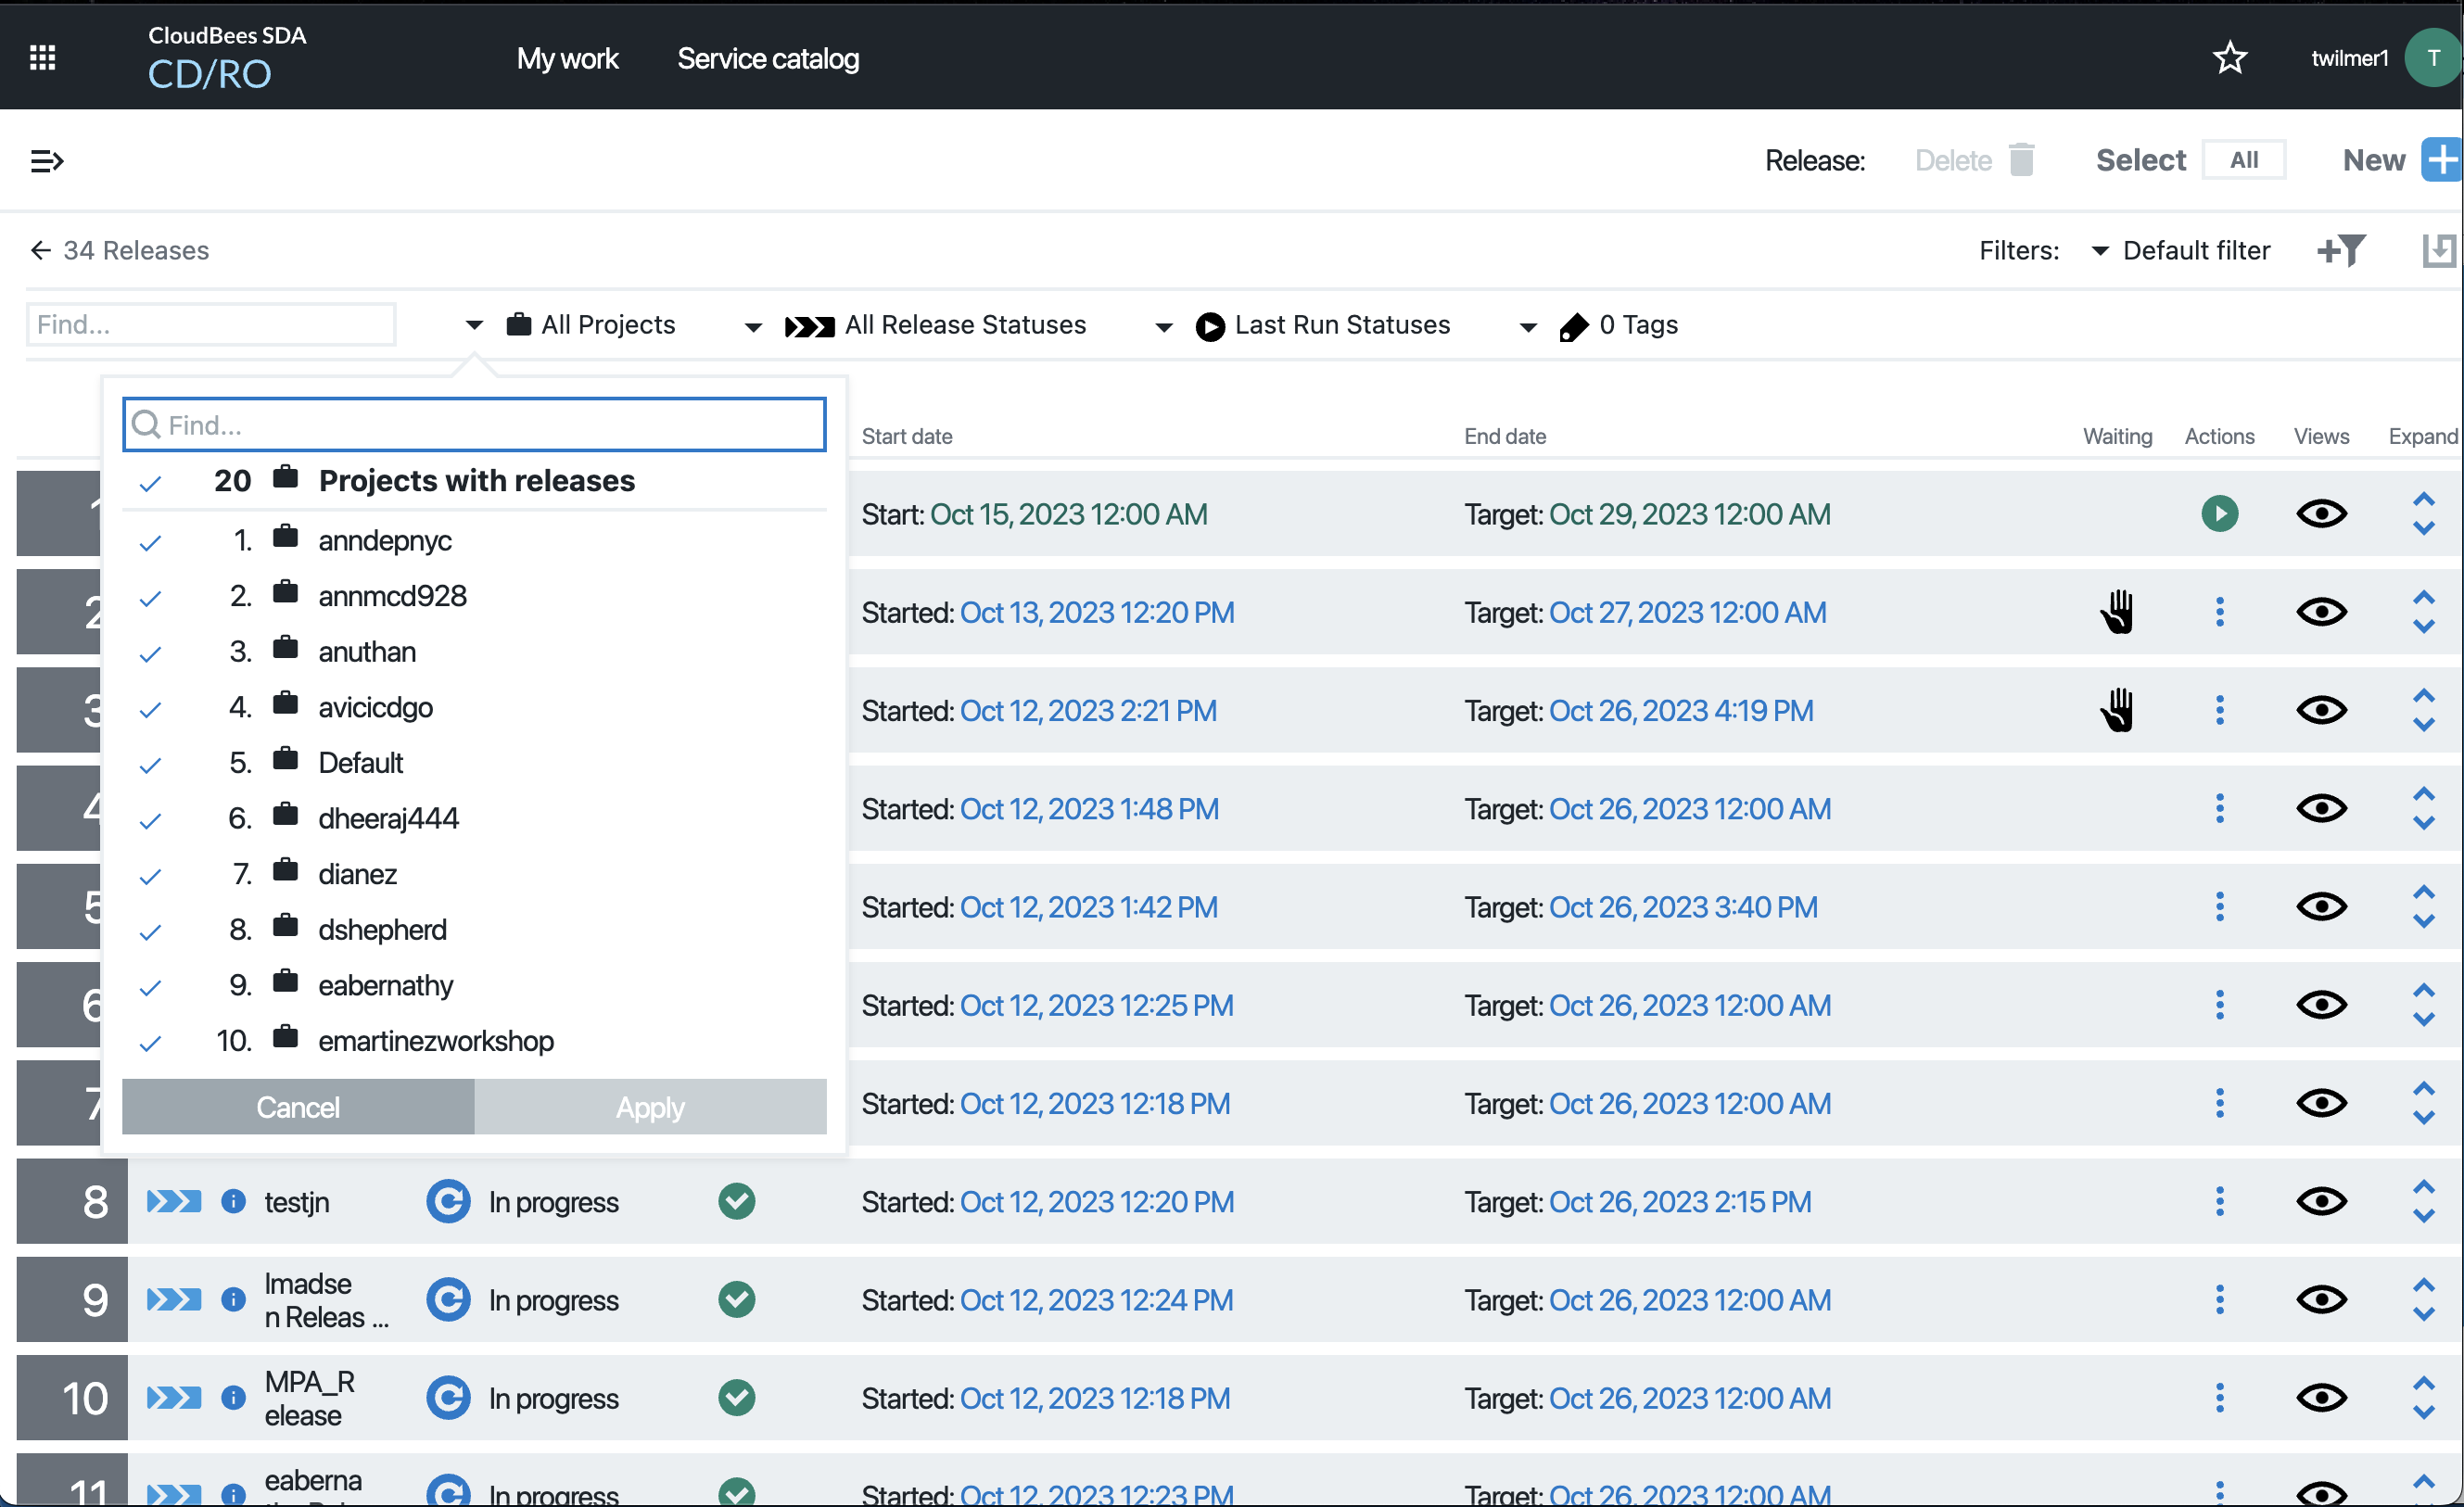 CloudBees SDA
CD/RO
My work
Service catalog
twilmer1
T
Release:
Delete
Select
All
New
34 Releases
Filters:
Default filter
Find...
All Projects
All Release Statuses
Last Run Statuses
0 Tags
Find...
Start date
End date
Waiting
Actions
Views
Expand
20 Projects with releases
1. anndepnyc
2. annmcd928
3. anuthan
4. avicicdgo
5. Default
6. dheeraj444
7. dianez
8. dshepherd
9. eabernathy
10. emartinezworkshop
Cancel
Apply
1 Start: Oct 15, 2023 12:00 AM Target: Oct 29, 2023 12:00 AM
2 Started: Oct 13, 2023 12:20 PM Target: Oct 27, 2023 12:00 AM
3 Started: Oct 12, 2023 2:21 PM Target: Oct 26, 2023 4:19 PM
4 Started: Oct 12, 2023 1:48 PM Target: Oct 26, 2023 12:00 AM
5 Started: Oct 12, 2023 1:42 PM Target: Oct 26, 2023 3:40 PM
6 Started: Oct 12, 2023 12:25 PM Target: Oct 26, 2023 12:00 AM
7 Started: Oct 12, 2023 12:18 PM Target: Oct 26, 2023 12:00 AM
8 testjn In progress Started: Oct 12, 2023 12:20 PM Target: Oct 26, 2023 2:15 PM
9 lmadse
n Releas ... In progress Started: Oct 12, 2023 12:24 PM Target: Oct 26, 2023 12:00 AM
10 MPA_R
elease In progress Started: Oct 12, 2023 12:18 PM Target: Oct 26, 2023 12:00 AM
11 eaberna
In progress Started: Oct 12, 2023 12:23 PM Target: Oct 26, 2023 12:00 AM